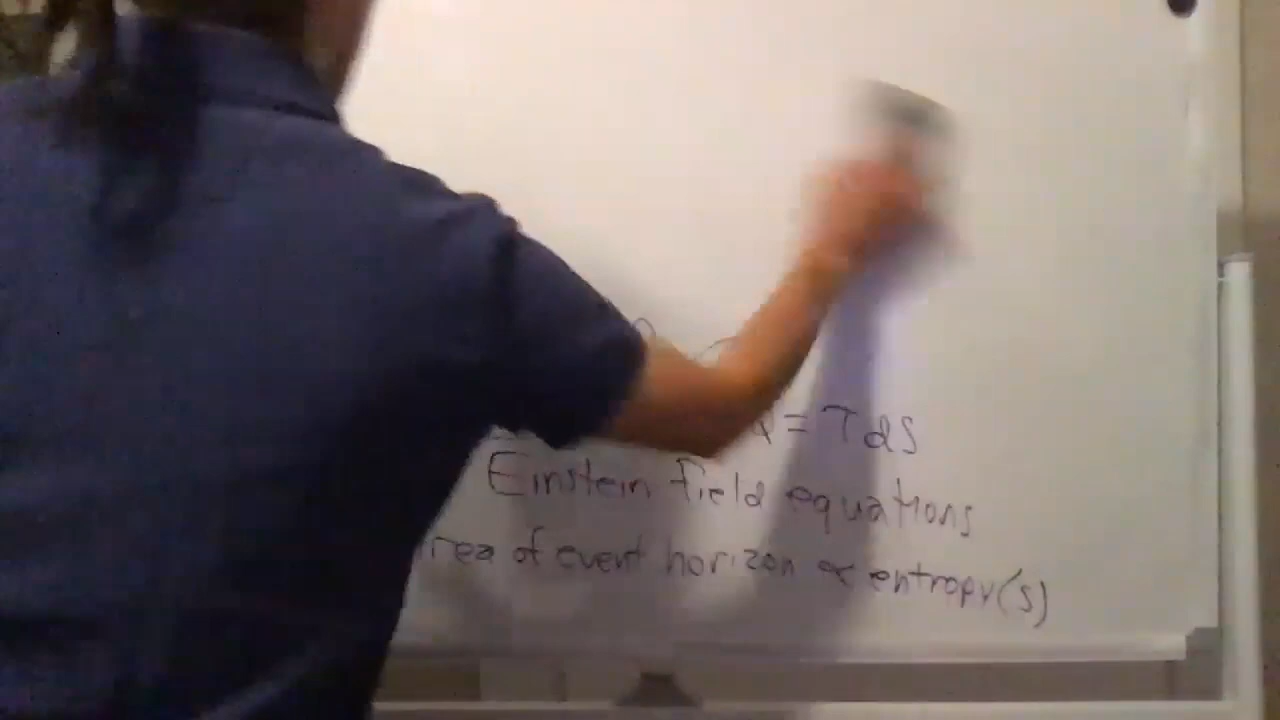 Q = TdS
Einstein field equations
rea of event horizon ∝ entropy(s)